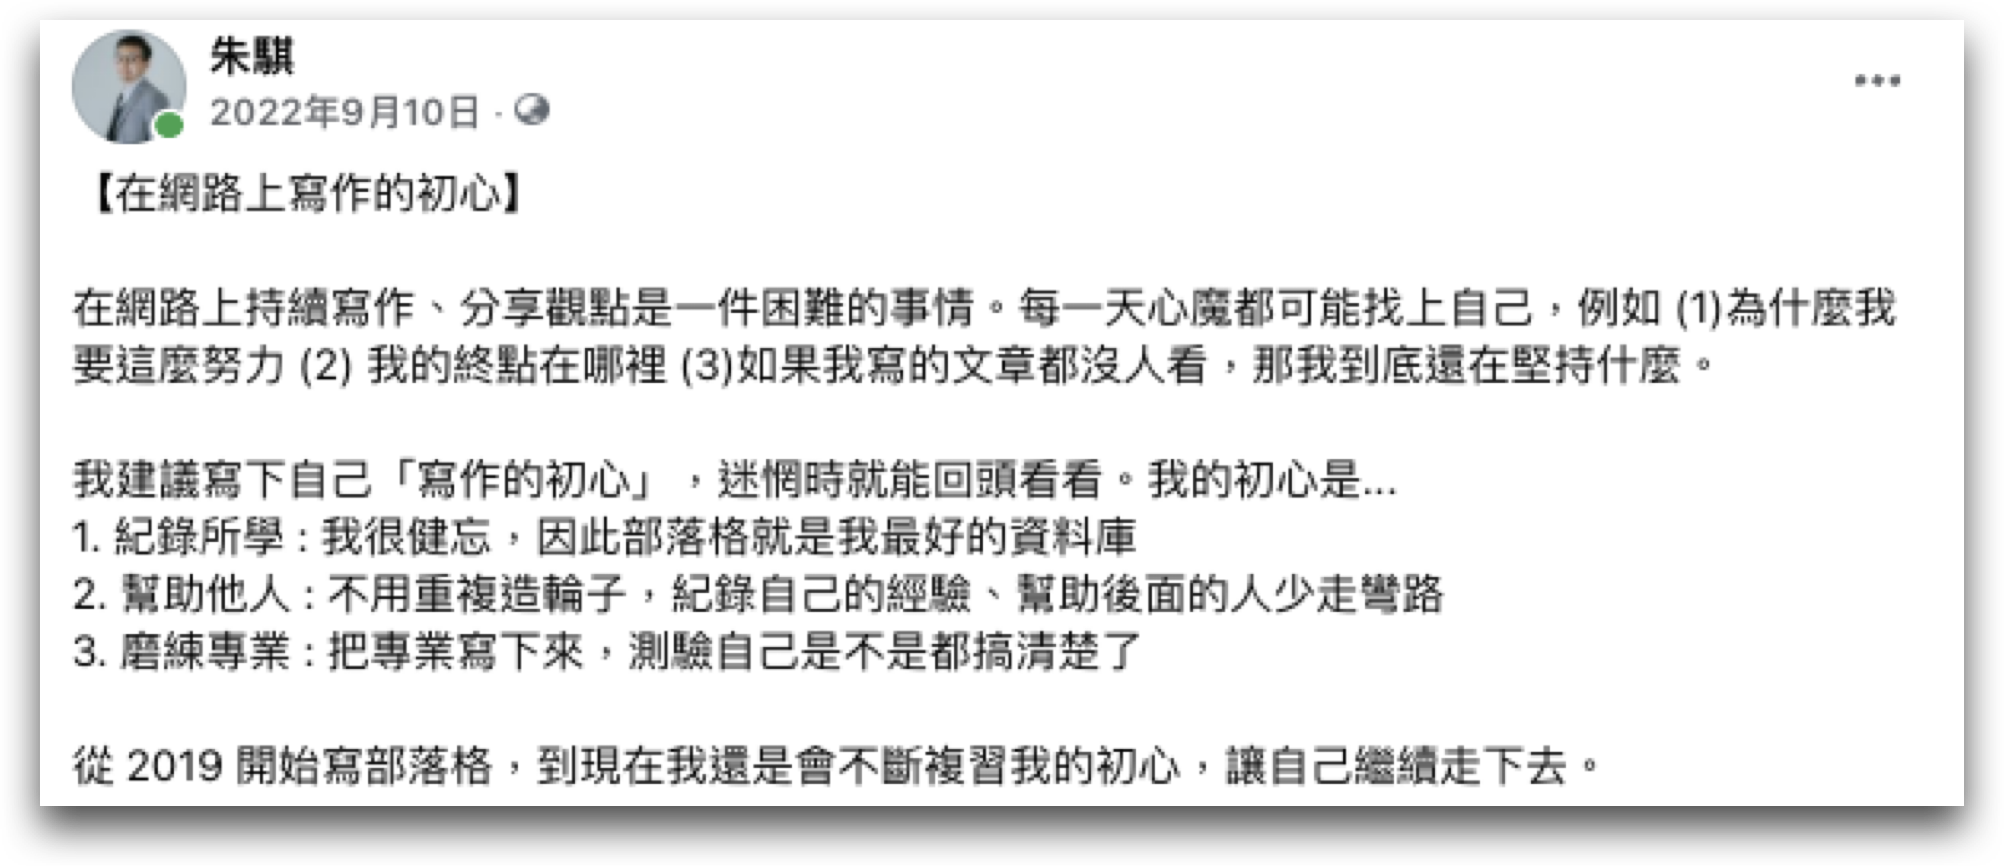 朱騏
2022年9月10日 ·
【在網路上寫作的初心】
在網路上持續寫作、分享觀點是一件困難的事情。每一天心魔都可能找上自己，例如 (1)為什麼我
要這麼努力 (2) 我的終點在哪裡 (3)如果我寫的文章都沒人看，那我到底還在堅持什麼。
我建議寫下自己「寫作的初心」，迷惘時就能回頭看看。我的初心是...
1. 紀錄所學 : 我很健忘，因此部落格就是我最好的資料庫
2. 幫助他人 : 不用重複造輪子，紀錄自己的經驗、幫助後面的人少走彎路
3. 磨練專業 : 把專業寫下來，測驗自己是不是都搞清楚了
從 2019 開始寫部落格，到現在我還是會不斷複習我的初心，讓自己繼續走下去。